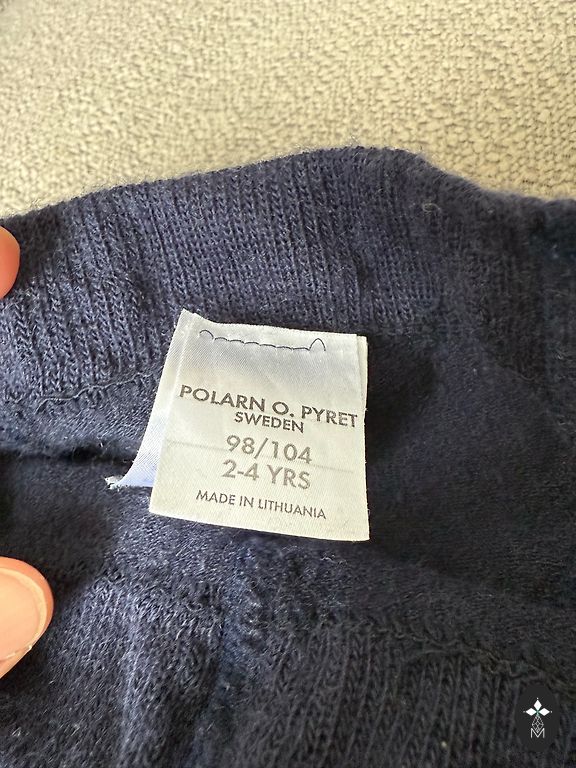 POLARN O. PYRET
SWEDEN
98/104
2-4 YRS
MADE IN LITHUANIA